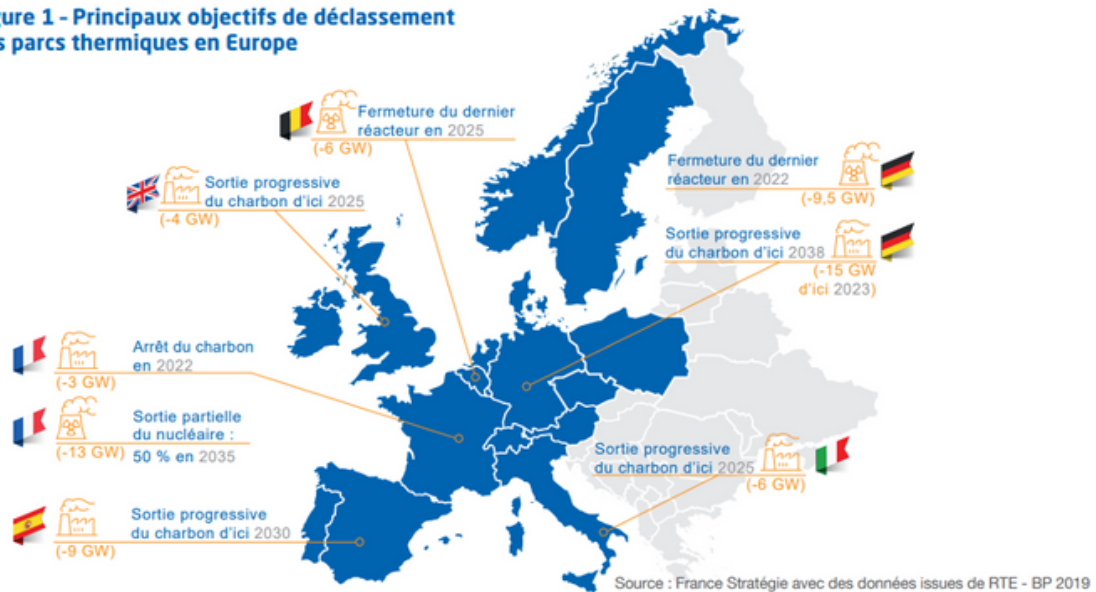 gure 1 - Principaux objectifs de déclassement
s parcs thermiques en Europe
Fermeture du dernier
réacteur en 2025
(-6 GW)
Fermeture du dernier
réacteur en 2022
(-9,5 GW)
Sortie progressive
du charbon d'ici 2025
(-4 GW)
Sortie progressive
du charbon d'ici 2038
(-15 GW
d'ici 2023)
Arrêt du charbon
en 2022
(-3 GW)
Sortie partielle
du nucléaire :
50 % en 2035
(-13 GW)
Sortie progressive
du charbon d'ici 2025
(-6 GW)
Sortie progressive
du charbon d'ici 2030
(-9 GW)
Source : France Stratégie avec des données issues de RTE - BP 2019